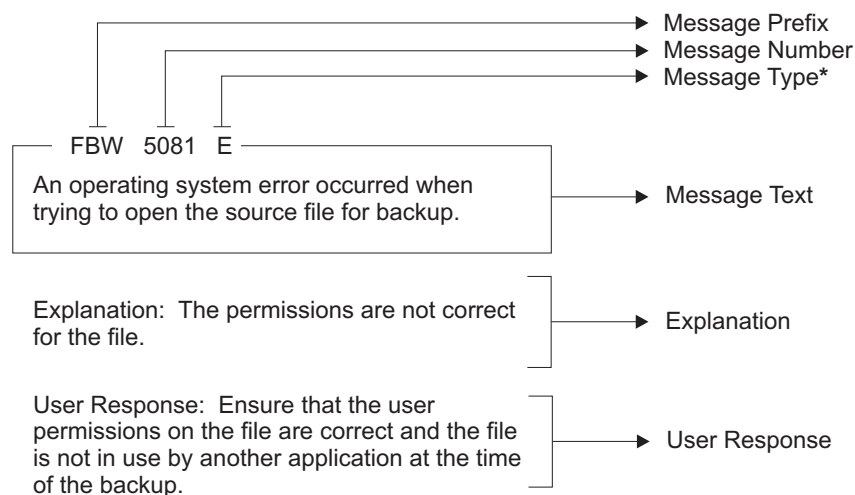 Message Prefix
Message Number
Message Type*
FBW 5081 E
An operating system error occurred when
trying to open the source file for backup.
Message Text
Explanation: The permissions are not correct
for the file.
Explanation
User Response: Ensure that the user
permissions on the file are correct and the file
is not in use by another application at the time
of the backup.
User Response